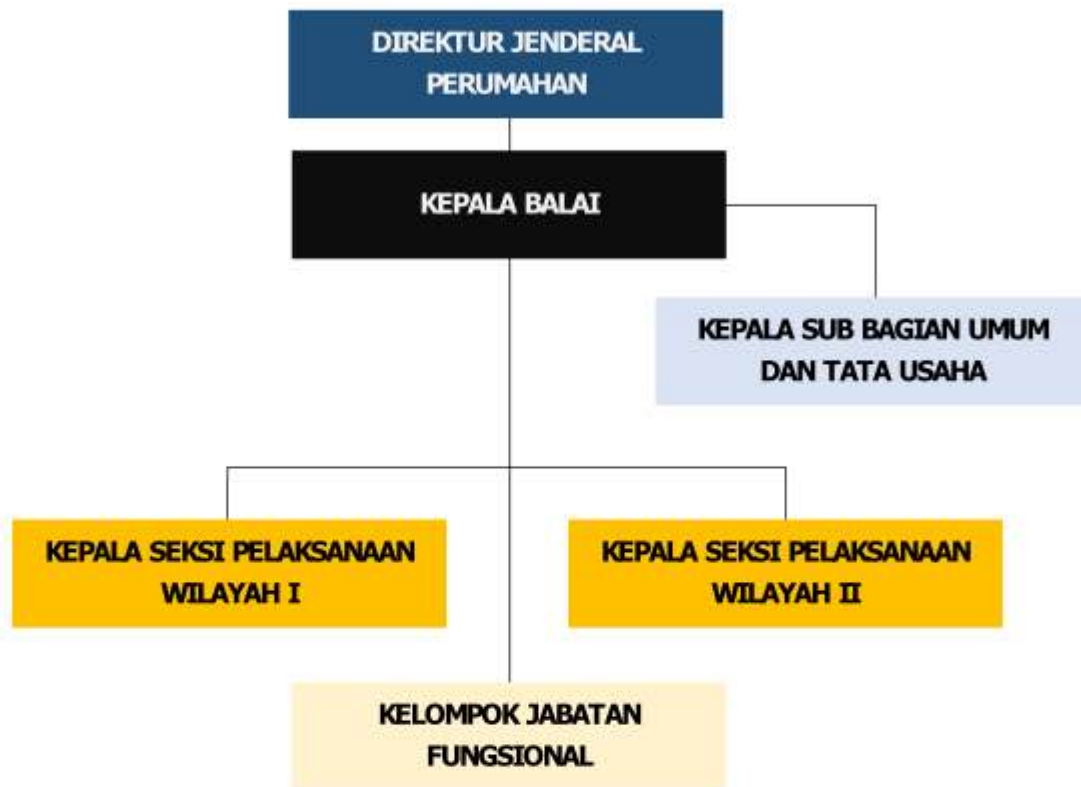 DIREKTUR JENDERAL
PERUMAHAN
KEPALA BALAI
KEPALA SUB BAGIAN UMUM
DAN TATA USAHA
KEPALA SEKSI PELAKSANAAN
WILAYAH I
KEPALA SEKSI PELAKSANAAN
WILAYAH II
KELOMPOK JABATAN
FUNGSIONAL